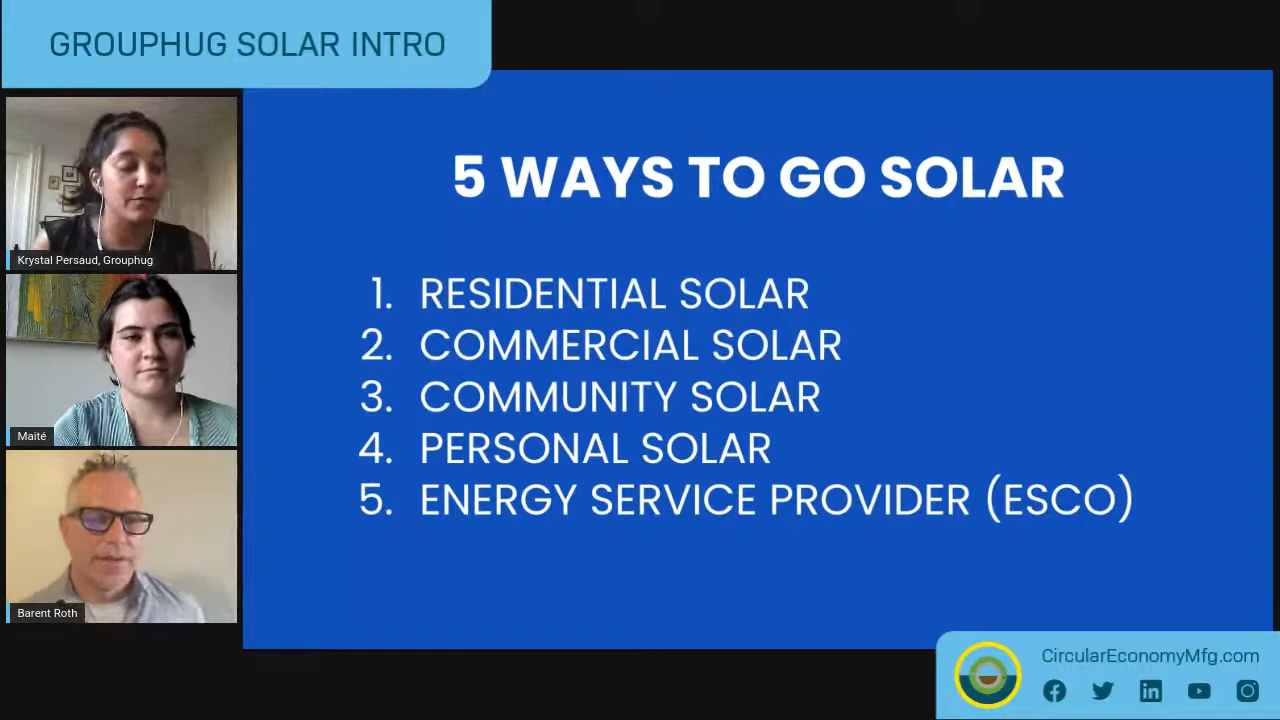 GROUPHUG SOLAR INTRO
Krystal Persaud, Grouphug
Maité
Barent Roth
5 WAYS TO GO SOLAR
1. RESIDENTIAL SOLAR
2. COMMERCIAL SOLAR
3. COMMUNITY SOLAR
4. PERSONAL SOLAR
5. ENERGY SERVICE PROVIDER (ESCO)
CircularEconomyMfg.com